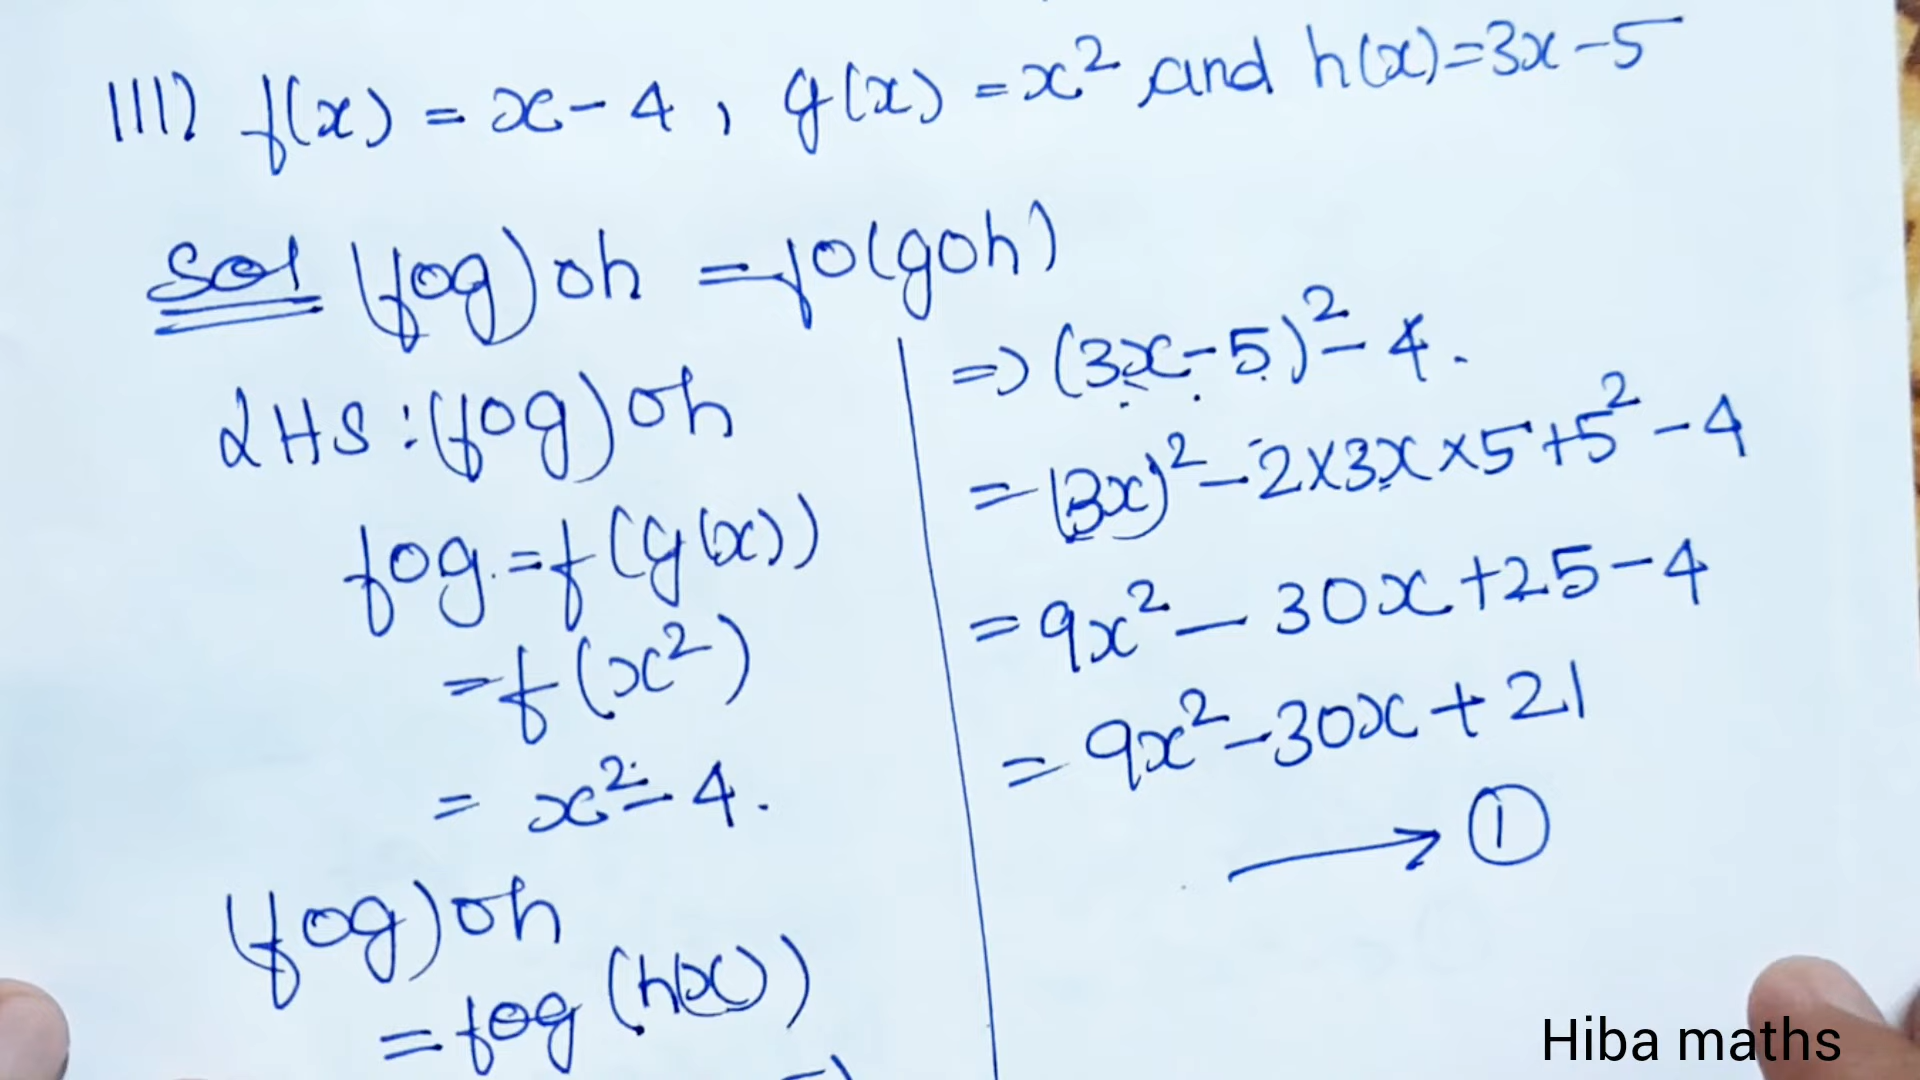 III) f(x) = x - 4, g(x) = x² and h(x) = 3x - 5
Sol (fog)oh = fo(goh)
LHS : (fog)oh
fog = f(g(x))
= f(x²)
= x² - 4.
(fog)oh
= fog (h(x))
⇒ (3x - 5)² - 4.
= (3x)² - 2×3x×5 + 5² - 4
= 9x² - 30x + 25 - 4
= 9x² - 30x + 21
→ ①
Hiba maths